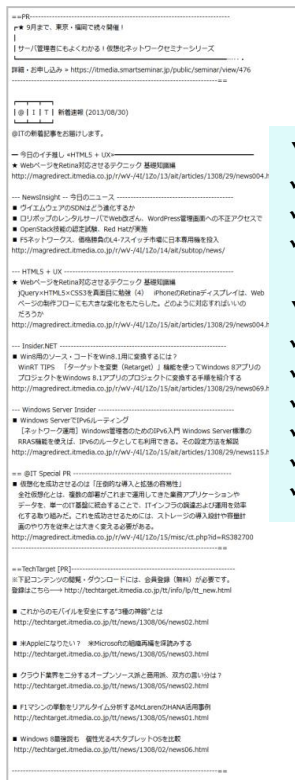 ==PR------------------------------------------------
┌★ 9月まで、東京・福岡で続々開催!
│
│サーバ管理者にもよくわかる!仮想化ネットワークセミナーシリーズ
詳細・お申し込み » https://itmedia.smartseminar.jp/public/seminar/view/476
------------------------------------------------==
|@|I|T| 新着速報 (2013/08/30)
@ITの新着記事をお届けします。
━ 今日のイチ推し «HTML5 + UX»━━━━━━━━━━━━━
★ WebページをRetina対応させるテクニック 基礎知識編
http://magredirect.itmedia.co.jp/rt/v-/4I/1Zo/13/ait/articles/1308/29/news004.h
--- NewsInsight -- 今日のニュース ------------------------
■ ヴイエムウェアのSDNはどう進化するか
■ ロリポップのレンタルサーバでWeb改ざん、WordPress管理画面への不正アクセスで
■ OpenStack技術の認定試験、Red Hatが実施
■ F5ネットワークス、価格勝負のL4-7スイッチ市場に日本専用機を投入
http://magredirect.itmedia.co.jp/rt/v-/4I/1Zo/14/ait/subtop/news/
--- HTML5 + UX ----------------------------------------
★ WebページをRetina対応させるテクニック 基礎知識編
jQuery×HTML5×CSS3を真面目に勉強(4) iPhoneのRetinaディスプレイは、Web
ページの制作フローにも大きな変化をもたらした。どのように対応すればいいの
だろうか
http://magredirect.itmedia.co.jp/rt/v-/4I/1Zo/15/ait/articles/1308/29/news004.h
--- Insider.NET ----------------------------------------
■ Win8用のソース・コードをWin8.1用に変換するには?
WinRT TIPS 「ターゲットを変更(Retarget)」機能を使ってWindows 8アプリの
プロジェクトをWindows 8.1アプリのプロジェクトに変換する手順を紹介する
http://magredirect.itmedia.co.jp/rt/v-/4I/1Zo/15/ait/articles/1308/29/news069.h
--- Windows Server Insider -----------------------------
■ Windows ServerでIPv6ルーティング
[ネットワーク運用] Windows管理者のためのIPv6入門 Windows Server標準の
RRAS機能を使えば、IPv6のルータとしても利用できる。その設定方法を解説
http://magredirect.itmedia.co.jp/rt/v-/4I/1Zo/15/ait/articles/1308/29/news115.h
== @IT Special PR --------------------------------------
■ 仮想化を成功させるのは「圧倒的な導入と拡張の容易性」
全社仮想化とは、複数の部署がこれまで運用してきた業務アプリケーションや
データを、単一のIT基盤に統合することで、ITインフラの調達および運用を効率
化する取り組みだ。これを成功させるためには、ストレージの導入設計や容量計
画のやり方を従来とは大きく変える必要がある。
http://magredirect.itmedia.co.jp/rt/v-/4I/1Zo/15/misc/ct.php?id=RS382700
------------------------------------------------==
==TechTarget [PR]---------------------------------------
※下記コンテンツの閲覧・ダウンロードには、会員登録(無料)が必要です。
登録はこちら--→ http://techtarget.itmedia.co.jp/tt/info/lp/tt_new.html
■ これからのモバイルを安全にする"3種の神器"とは
http://techtarget.itmedia.co.jp/tt/news/1308/06/news02.html
■ 米Appleになりたい? 米Microsoftの組織再編を深読みする
http://techtarget.itmedia.co.jp/tt/news/1308/05/news03.html
■ クラウド業界を二分するオープンソース派と商用派、双方の言い分は?
http://techtarget.itmedia.co.jp/tt/news/1308/05/news02.html
■ F1マシンの挙動をリアルタイム分析するMcLarenのHANA活用事例
http://techtarget.itmedia.co.jp/tt/news/1308/05/news01.html
■ Windows 8最強説も 個性光る4大タブレットOSを比較
http://techtarget.itmedia.co.jp/tt/news/1308/02/news06.html
------------------------------------------------==